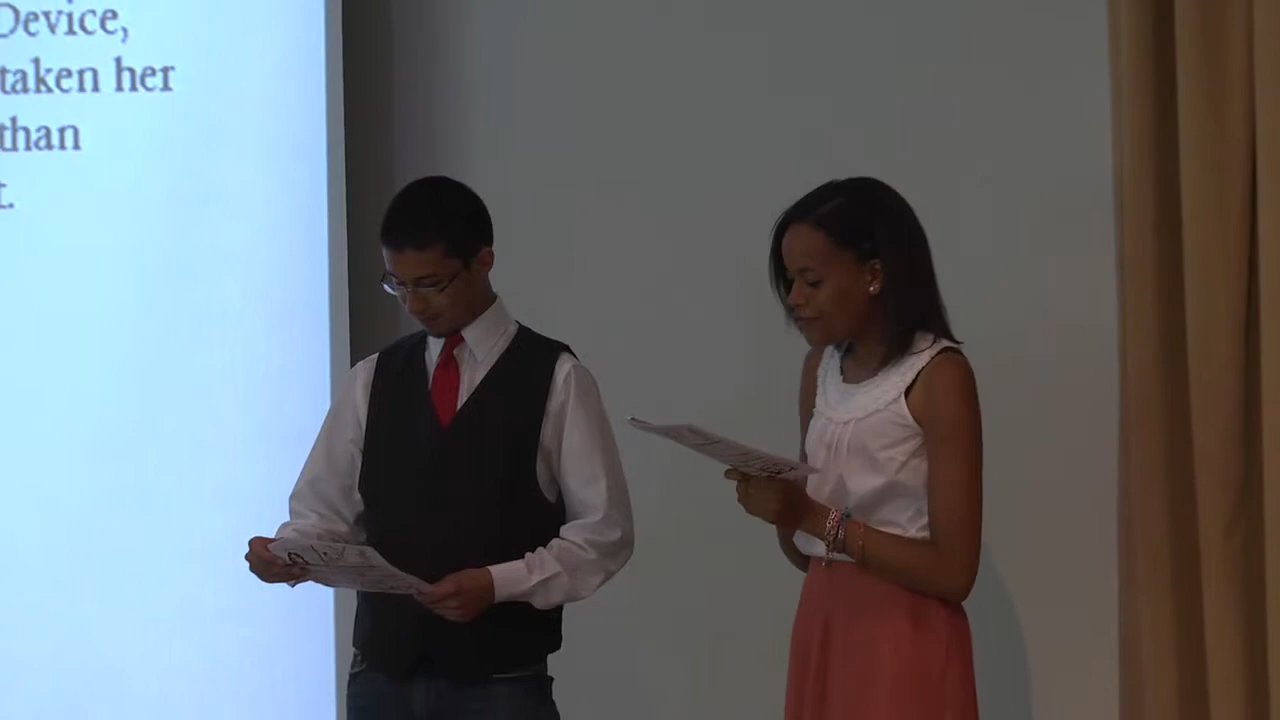 Device,
taken her
than
t.